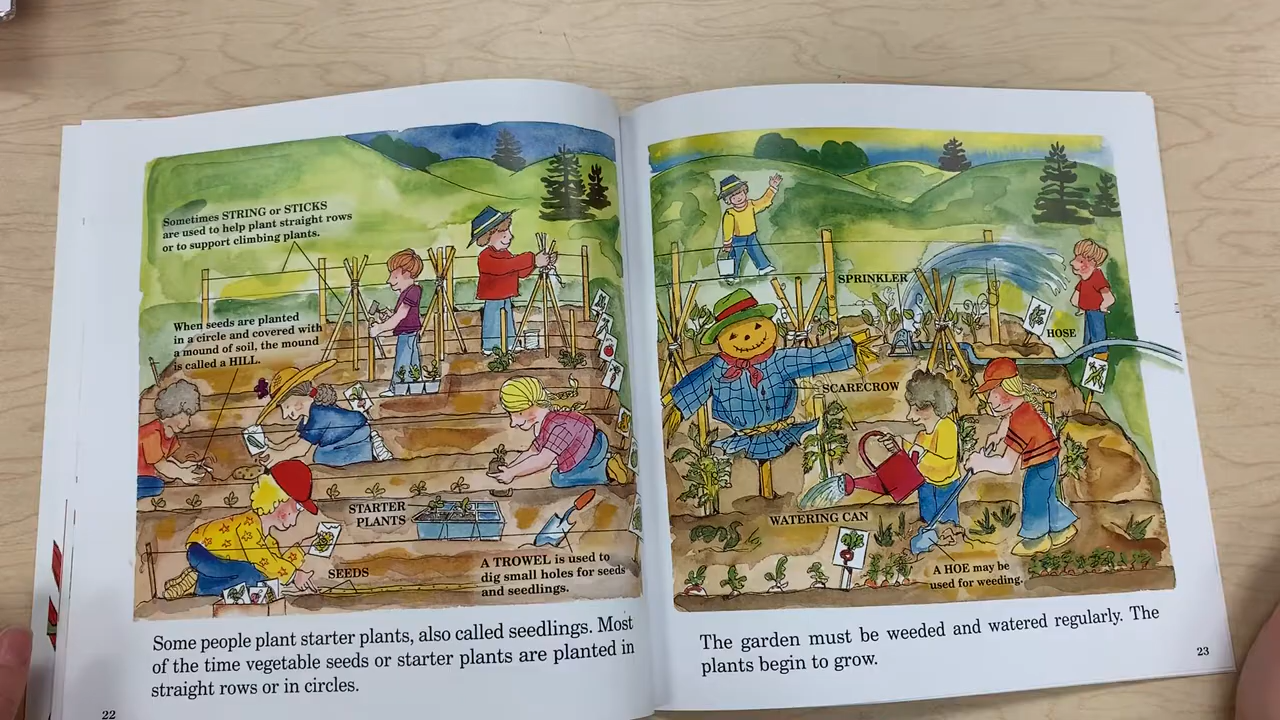 Sometimes STRING or STICKS
are used to help plant straight rows
or to support climbing plants.
When seeds are planted
in a circle and covered with
a mound of soil, the mound
is called a HILL.
STARTER
PLANTS
SEEDS
A TROWEL is used to
dig small holes for seeds
and seedlings.
Some people plant starter plants, also called seedlings. Most
of the time vegetable seeds or starter plants are planted in
straight rows or in circles.
22
SPRINKLER
HOSE
SCARECROW
WATERING CAN
A HOE may be
used for weeding.
The garden must be weeded and watered regularly. The
plants begin to grow.
23